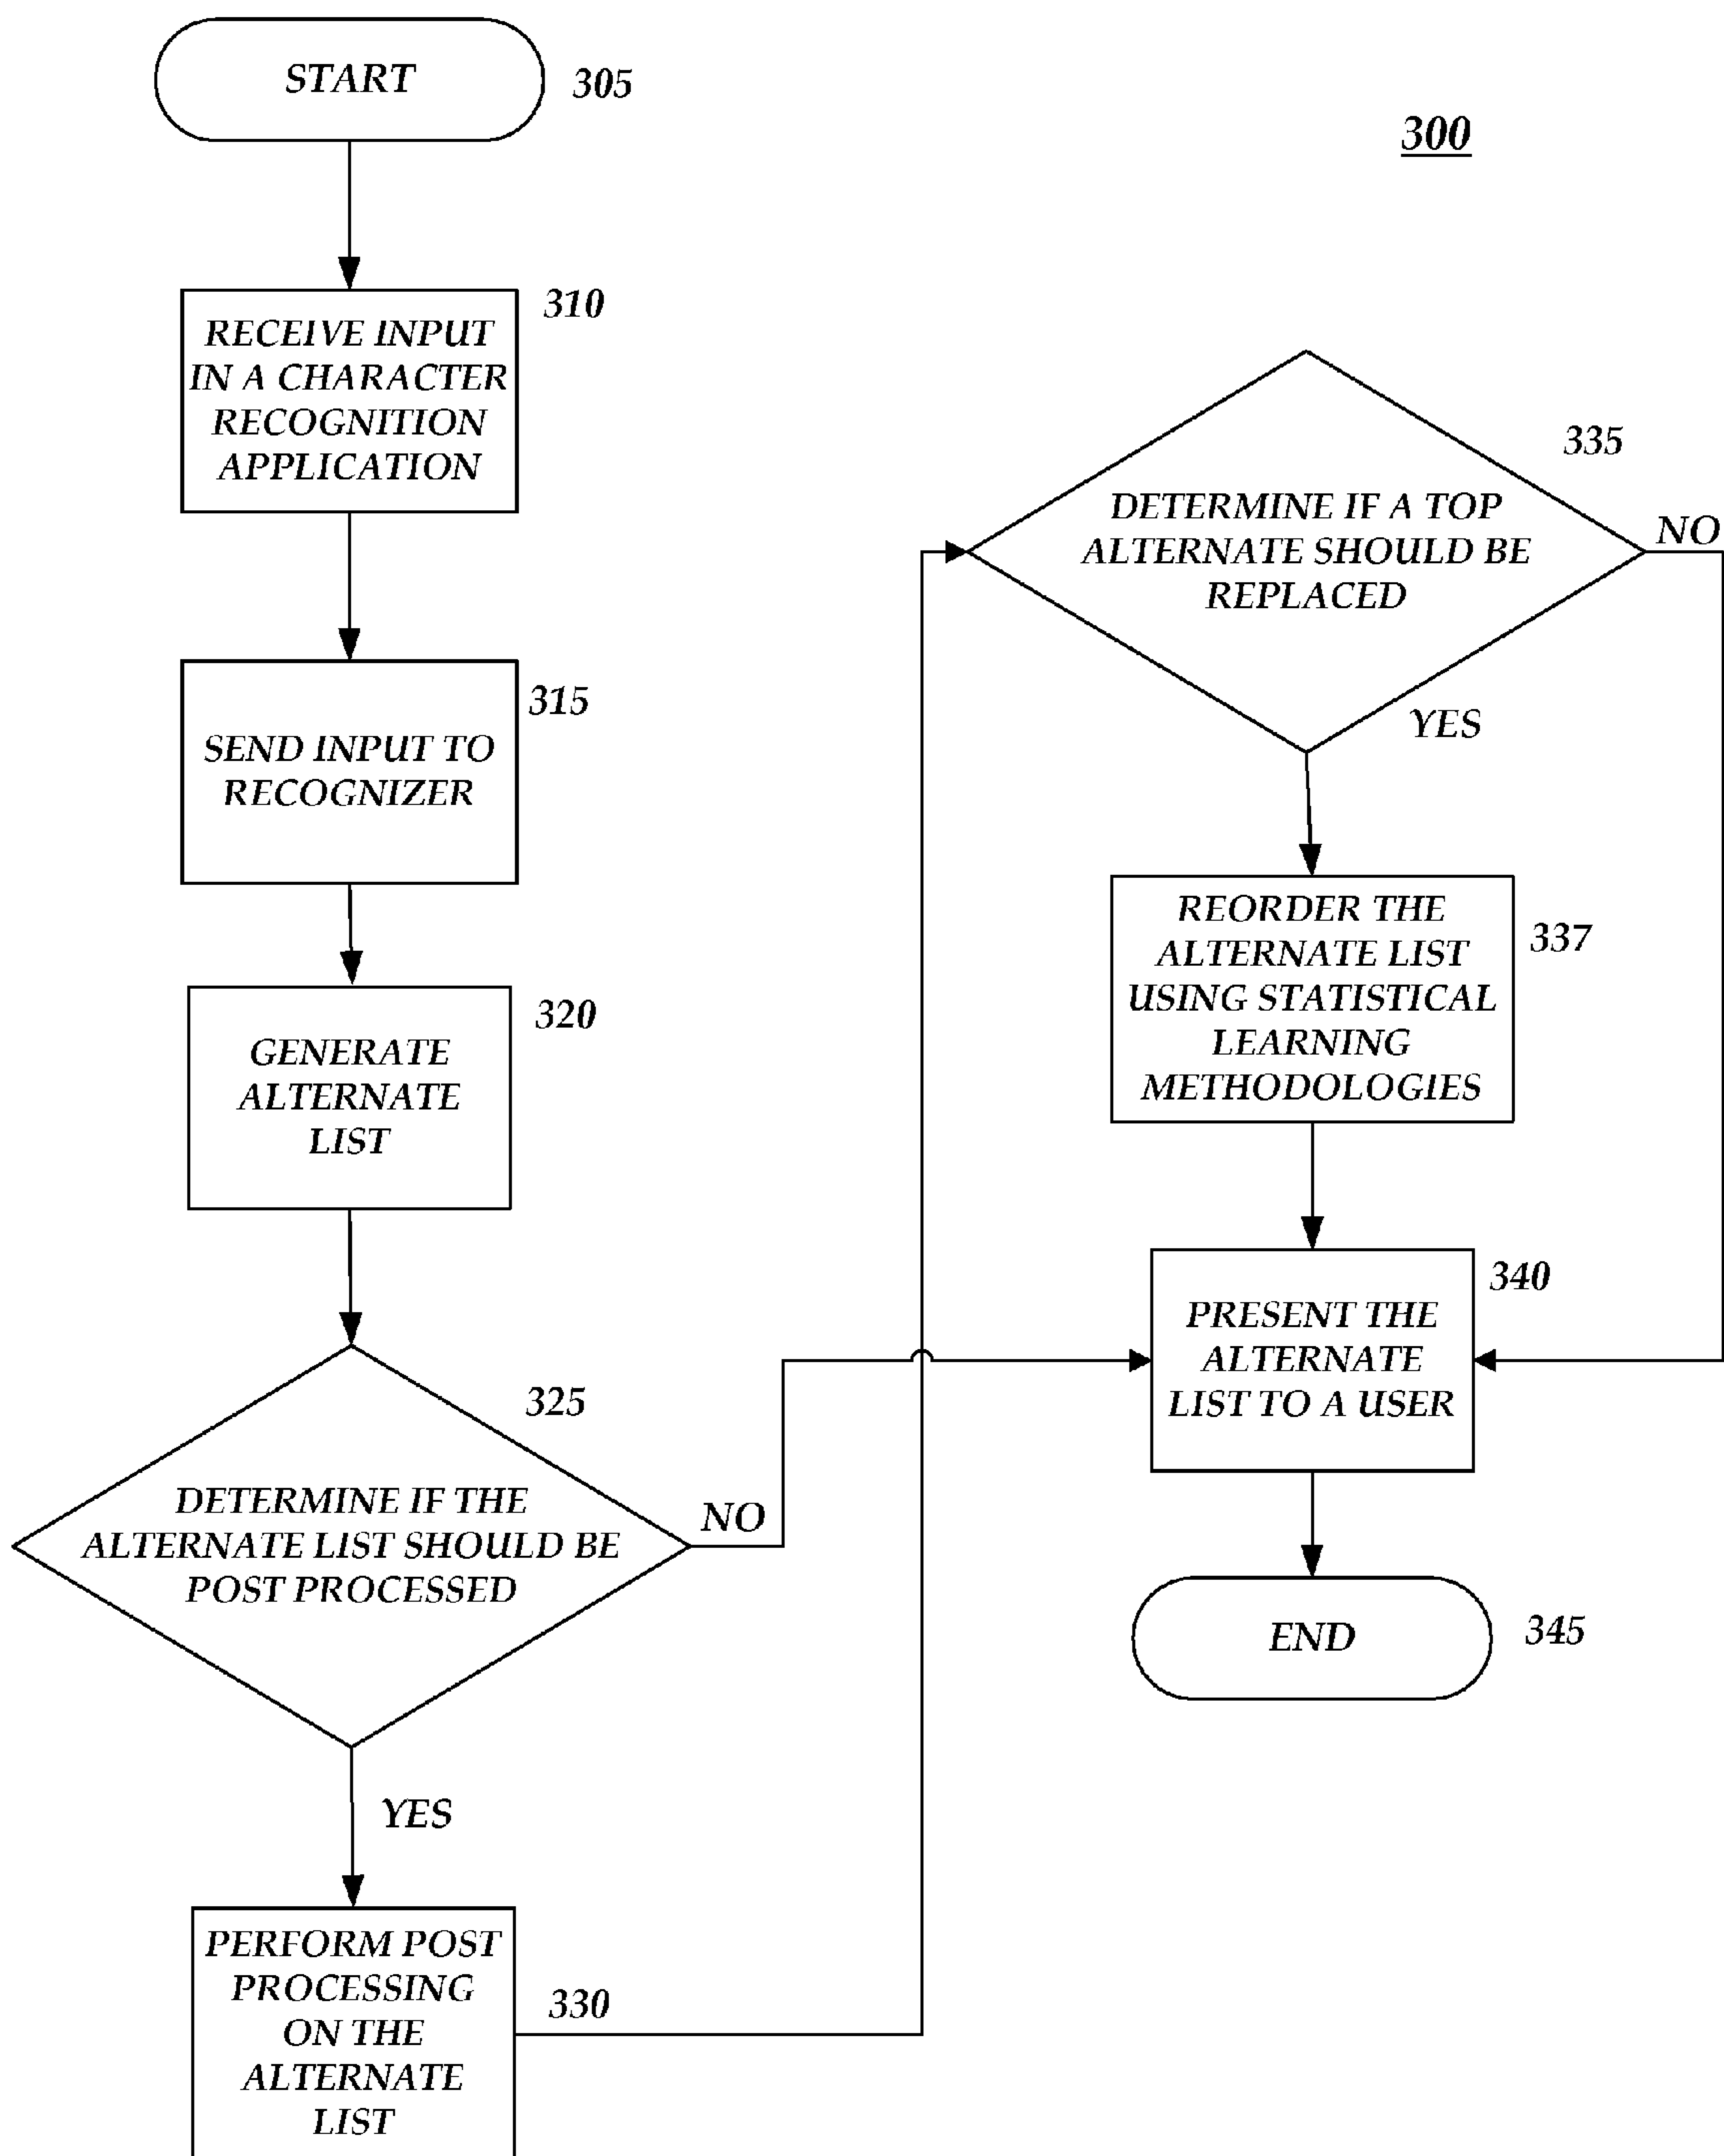 START
305
300
RECEIVE INPUT
IN A CHARACTER
RECOGNITION
APPLICATION
310
SEND INPUT TO
RECOGNIZER
315
GENERATE
ALTERNATE
LIST
320
DETERMINE IF THE
ALTERNATE LIST SHOULD BE
POST PROCESSED
325
NO
YES
PERFORM POST
PROCESSING
ON THE
ALTERNATE
LIST
330
DETERMINE IF A TOP
ALTERNATE SHOULD BE
REPLACED
335
NO
YES
REORDER THE
ALTERNATE LIST
USING STATISTICAL
LEARNING
METHODOLOGIES
337
PRESENT THE
ALTERNATE
LIST TO A USER
340
END
345